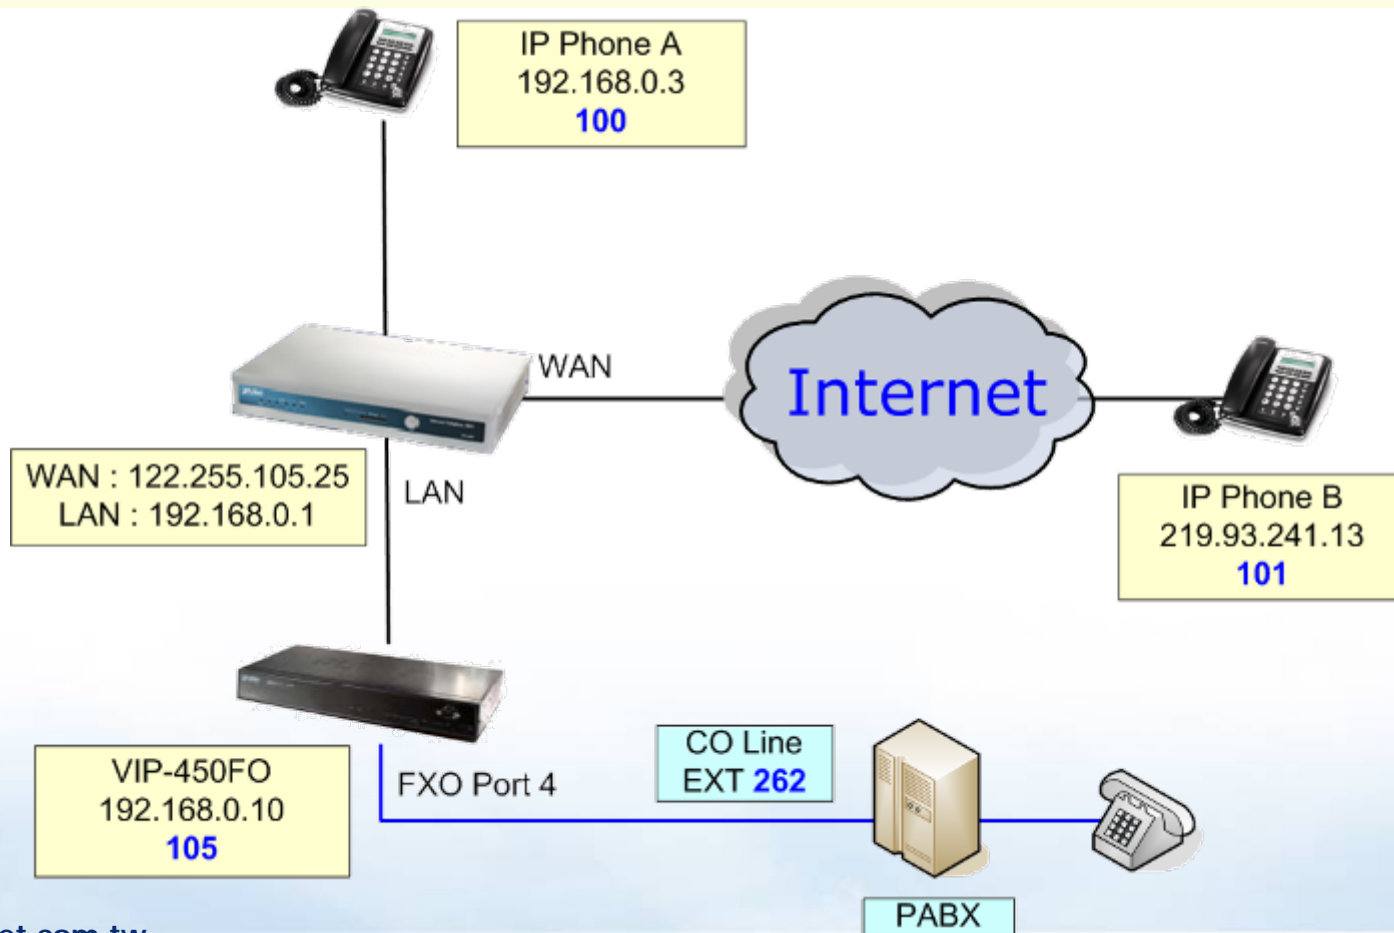 IP Phone A
192.168.0.3
100
WAN
Internet
WAN : 122.255.105.25
LAN : 192.168.0.1
LAN
IP Phone B
219.93.241.13
101
VIP-450FO
192.168.0.10
105
FXO Port 4
CO Line
EXT 262
PABX